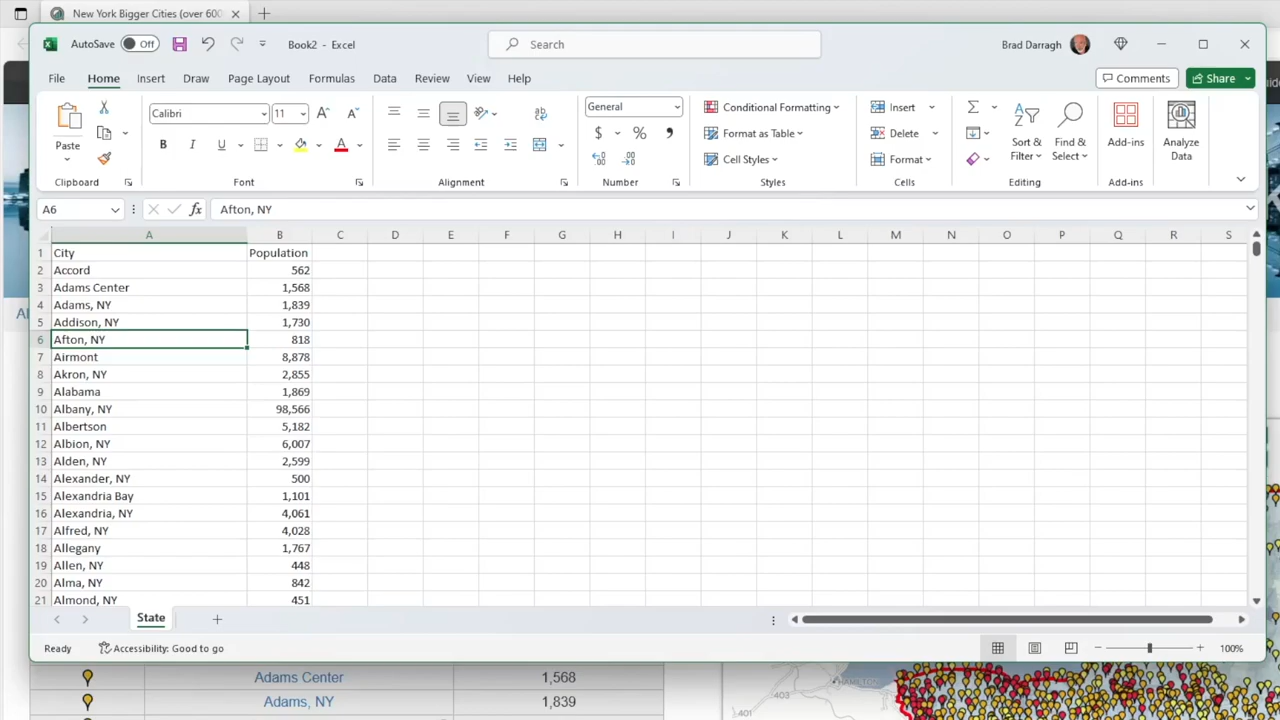 New York Bigger Cities (over 600
AutoSave Off Book2 - Excel Search Brad Darragh
File Home Insert Draw Page Layout Formulas Data Review View Help Comments Share
Calibri 11 General Conditional Formatting Insert
Format as Table Delete
Paste Sort & Filter Find & Select Add-ins Analyze Data
Cell Styles Format
Clipboard Font Alignment Number Styles Cells Editing Add-ins
A6 fx Afton, NY
A B C D E F G H I J K L M N O P Q R S
1 City Population
2 Accord 562
3 Adams Center 1,568
4 Adams, NY 1,839
5 Addison, NY 1,730
6 Afton, NY 818
7 Airmont 8,878
8 Akron, NY 2,855
9 Alabama 1,869
10 Albany, NY 98,566
11 Albertson 5,182
12 Albion, NY 6,007
13 Alden, NY 2,599
14 Alexander, NY 500
15 Alexandria Bay 1,101
16 Alexandria, NY 4,061
17 Alfred, NY 4,028
18 Allegany 1,767
19 Allen, NY 448
20 Alma, NY 842
21 Almond, NY 451
State
Ready Accessibility: Good to go 100%
Adams Center 1,568
Adams, NY 1,839
HAMILTON
403
401